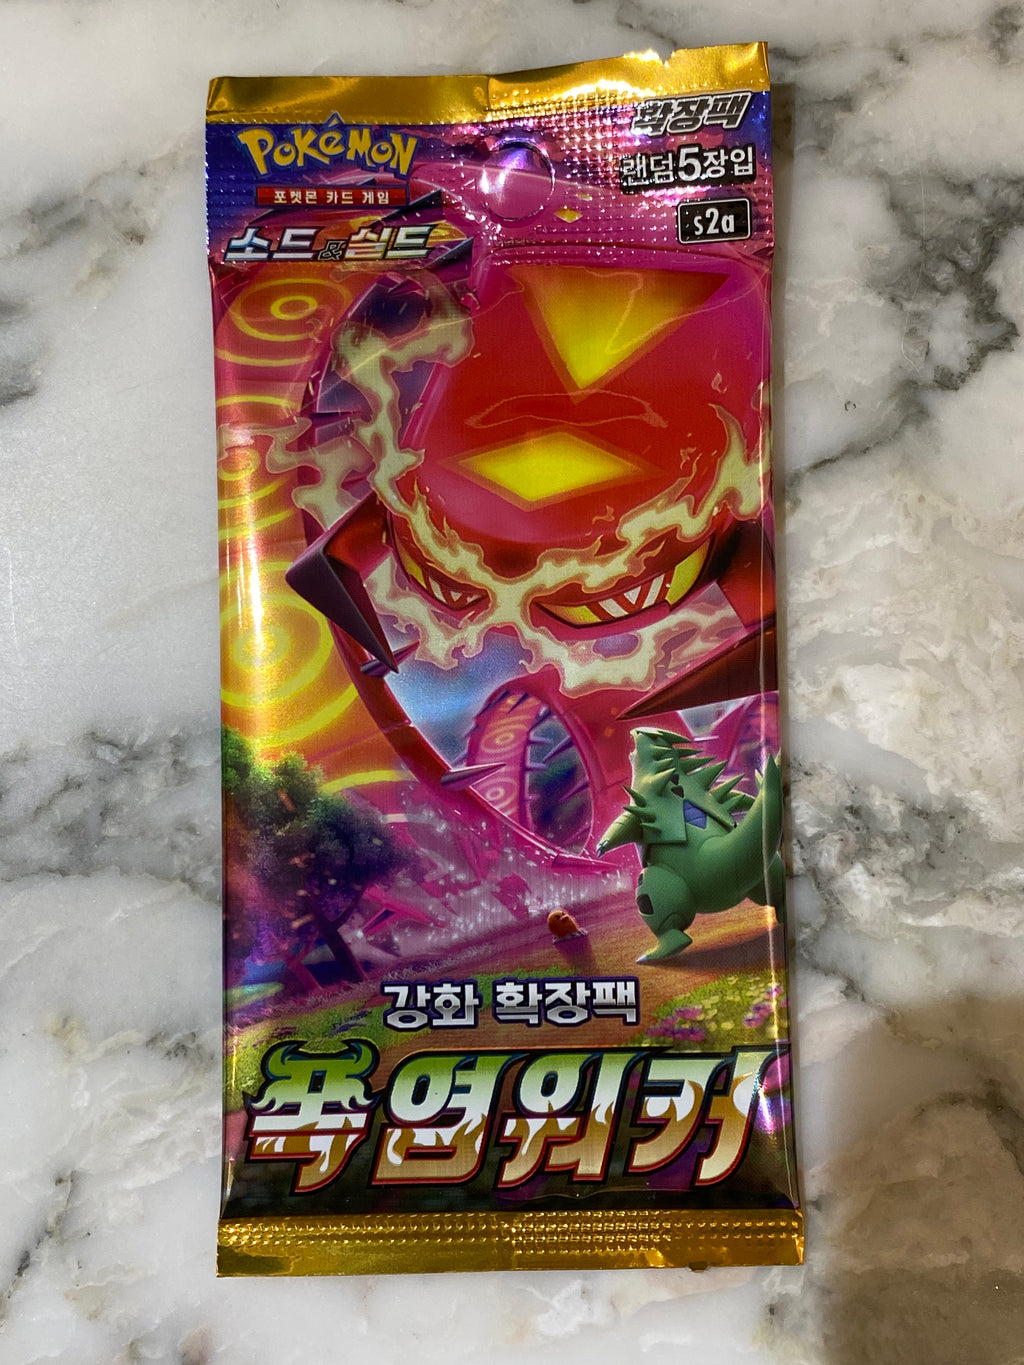 POKéMON
포켓몬 카드 게임
소드&실드
확장팩
랜덤5장입
s2a
강화 확장팩
폭염워커